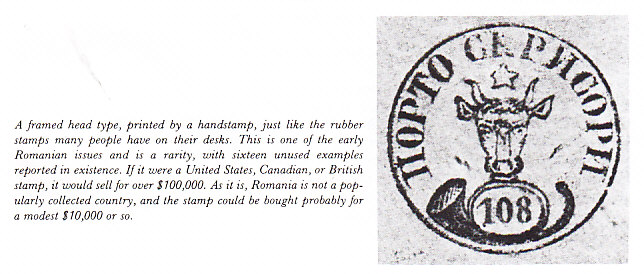 A framed head type, printed by a handstamp, just like the rubber
stamps many people have on their desks. This is one of the early
Romanian issues and is a rarity, with sixteen unused examples
reported in existence. If it were a United States, Canadian, or British
stamp, it would sell for over $100,000. As it is, Romania is not a pop-
ularly collected country, and the stamp could be bought probably for
a modest $10,000 or so.
ПОРТО СКРИСОРИ
108